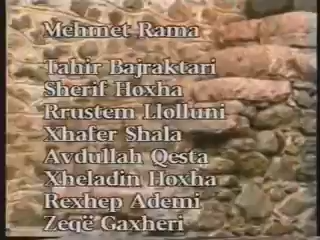 Mehmet Rama
Tahir Bajraktari
Sherif Hoxha
Rrustem Llolluni
Xhafer Shala
Avdullah Qesta
Xheladin Hoxha
Rexhep Ademi
Zeqë Gaxheri